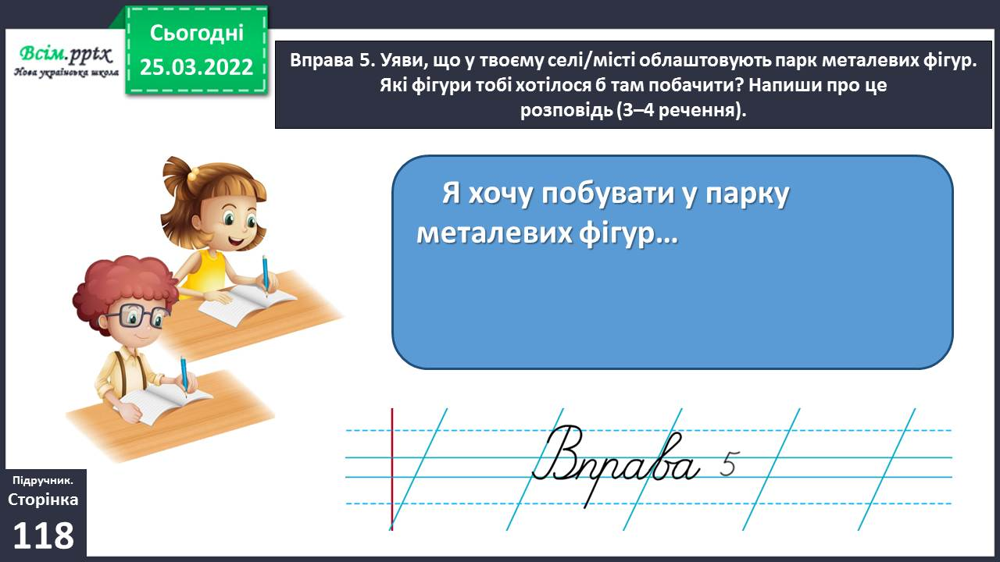 Сьогодні
25.03.2022
Всім.pptx
Нова українська школа
Вправа 5. Уяви, що у твоєму селі/місті облаштовують парк металевих фігур.
Які фігури тобі хотілося б там побачити? Напиши про це
розповідь (3–4 речення).
Я хочу побувати у парку
металевих фігур…
Вправа 5
Підручник.
Сторінка
118